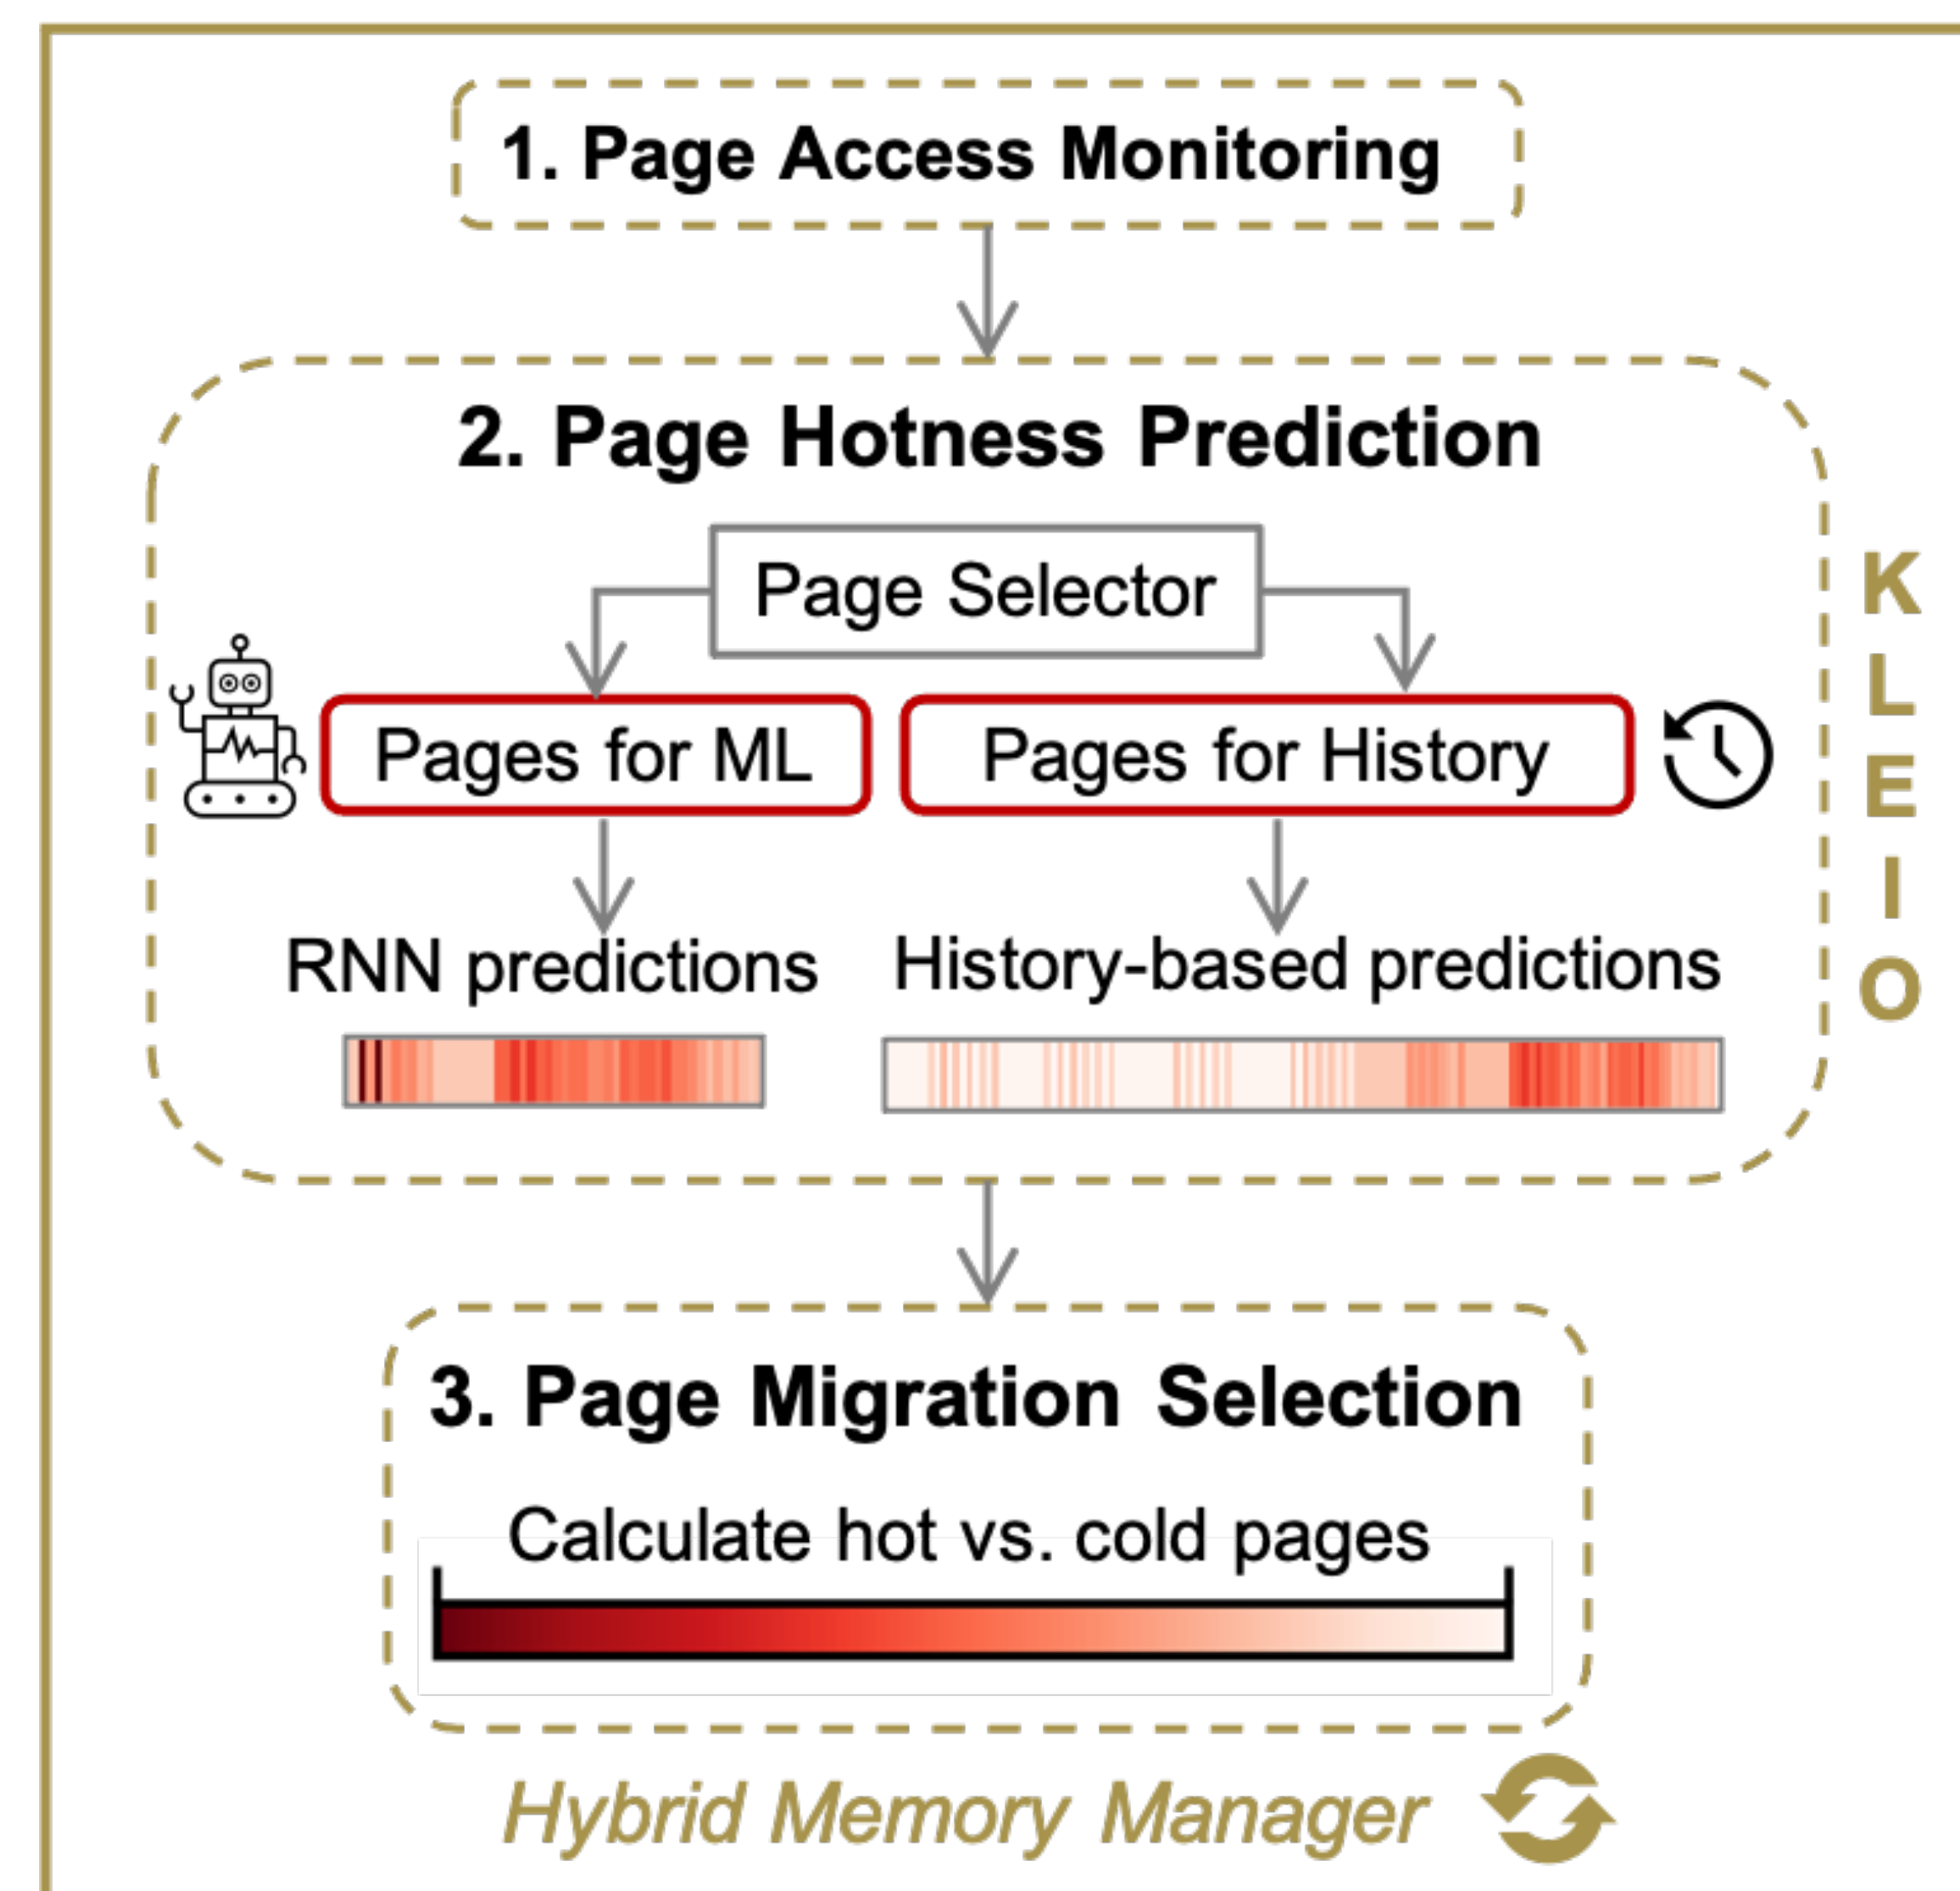 1. Page Access Monitoring
2. Page Hotness Prediction
Page Selector
Pages for ML
Pages for History
RNN predictions
History-based predictions
KLEIO
3. Page Migration Selection
Calculate hot vs. cold pages
Hybrid Memory Manager